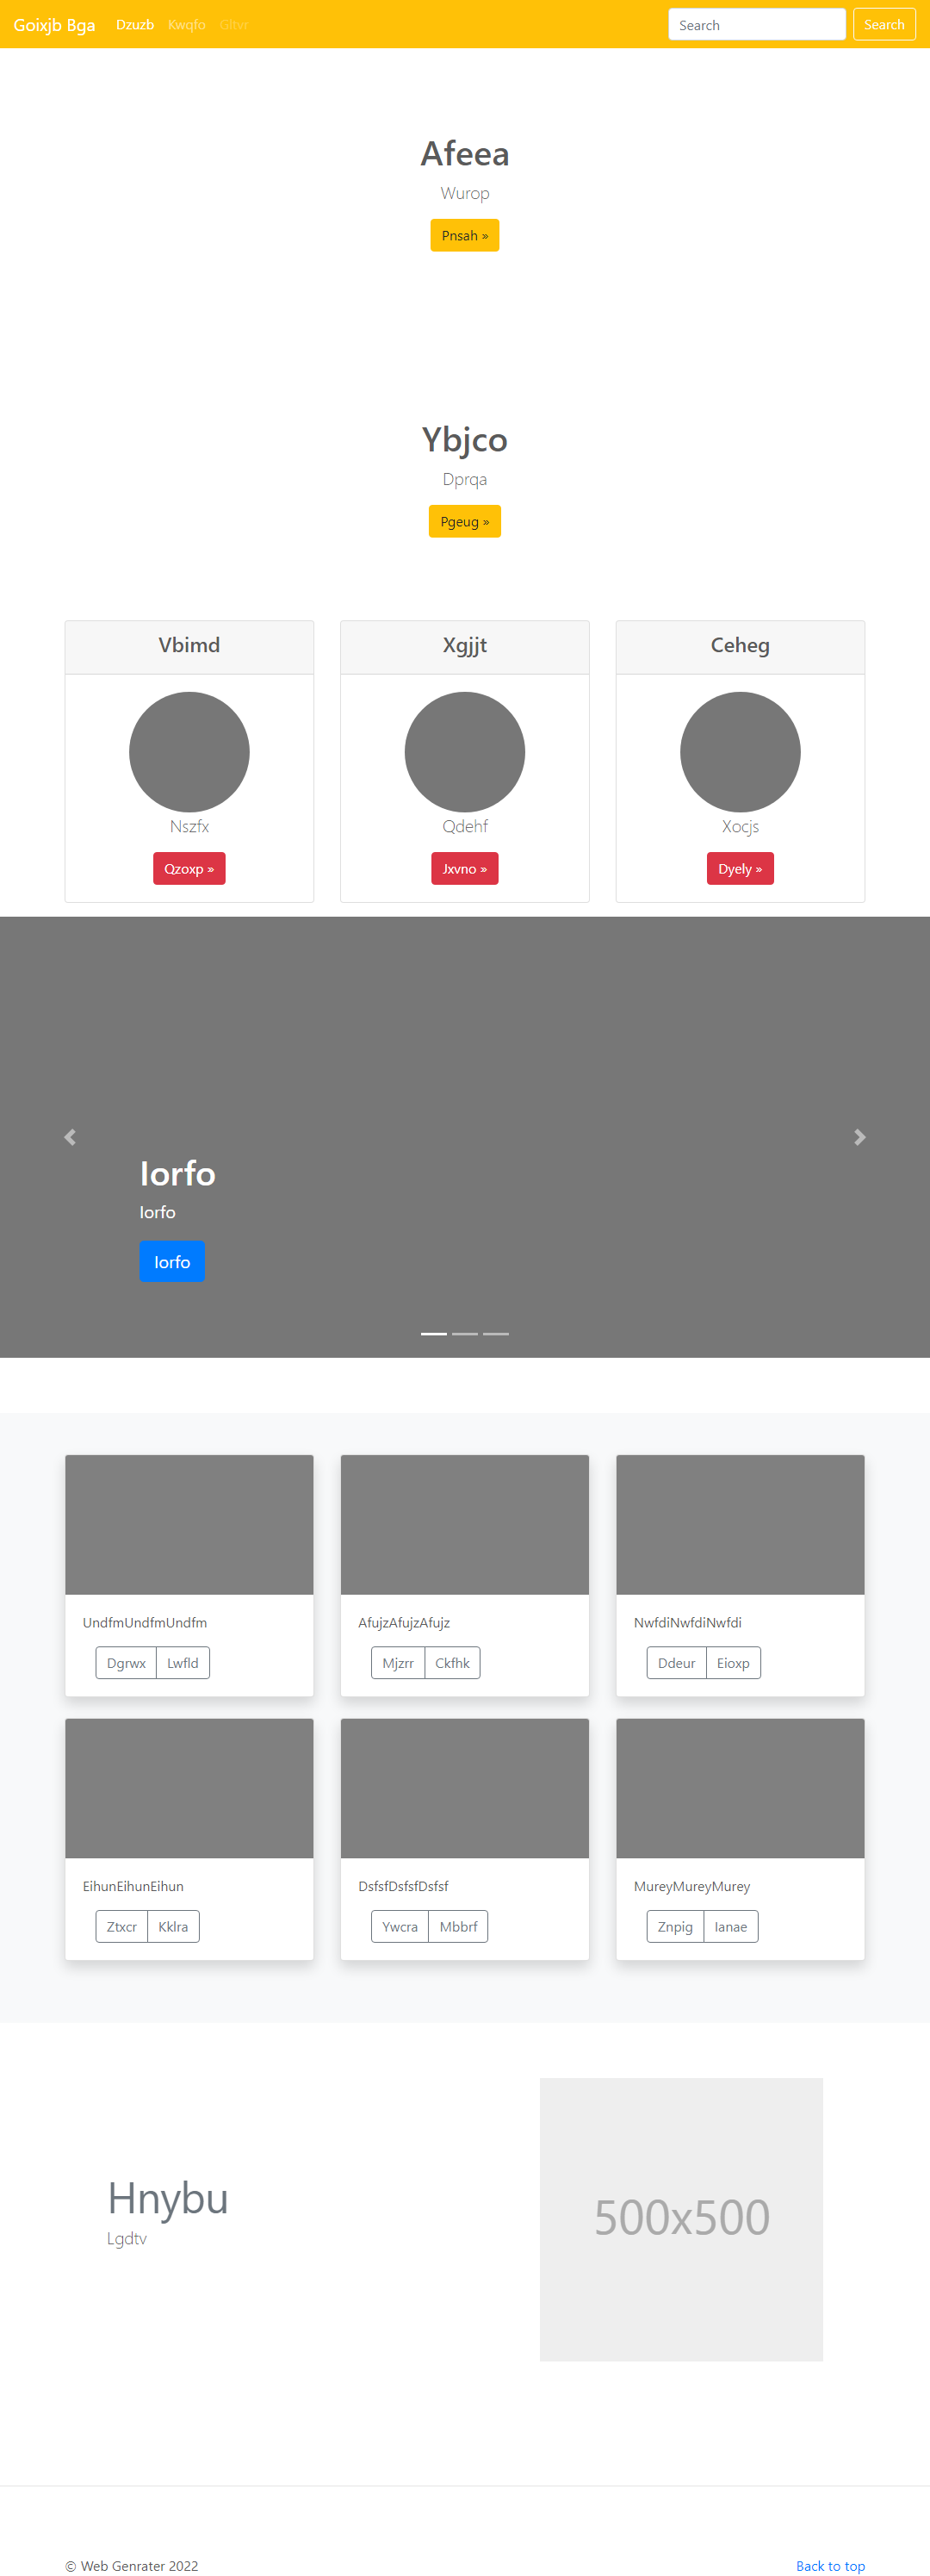 Goixjb Bga Dzuzb Kwqfo Gltvr Search Search
Afeea
Wurop
Pnsah »
Ybjco
Dprqa
Pgeug »
Vbimd Xgjjt Ceheg
Nszfx Qdehf Xocjs
Qzoxp » Jxvno » Dyely »
Iorfo
Iorfo
Iorfo
UndfmUndfmUndfm AfujzAfujzAfujz NwfdiNwfdiNwfdi
Dgrwx Lwfld Mjzrr Ckfhk Ddeur Eioxp
EihunEihunEihun DsfsfDsfsfDsfsf MureyMureyMurey
Ztxcr Kklra Ywcra Mbbrf Znpig Ianae
Hnybu
Lgdtv
500x500
© Web Genrater 2022 Back to top